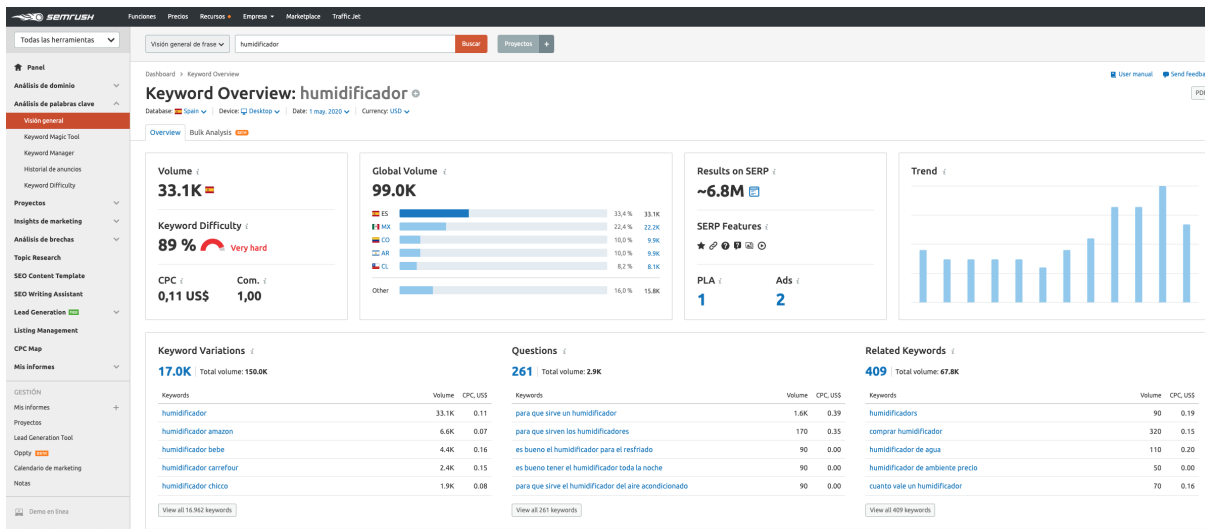 SEMRUSH Funciones Precios Recursos Empresa Marketplace Traffic Jet
Todas las herramientas
Visión general de frase humidificador Buscar Proyectos +
Panel
Análisis de dominio
Análisis de palabras clave
Visión general
Keyword Magic Tool
Keyword Manager
Historial de anuncios
Keyword Difficulty
Proyectos
Insights de marketing
Análisis de brechas
Topic Research
SEO Content Template
SEO Writing Assistant
Lead Generation
Listing Management
CPC Map
Mis informes
GESTIÓN
Mis informes +
Proyectos
Lead Generation Tool
Oppty BETA
Calendario de marketing
Notas
Demo en línea
Dashboard > Keyword Overview
User manual Send feedba
Keyword Overview: humidificador
PDF
Database: Spain Device: Desktop Date: 1 may. 2020 Currency: USD
Overview Bulk Analysis BETA
Volume i
33.1K
Keyword Difficulty i
89 % Very hard
CPC i Com. i
0,11 US$ 1,00
Global Volume i
99.0K
ES 33,4 % 33.1K
MX 22,4 % 22.2K
CO 10,0 % 9.9K
AR 10,0 % 9.9K
CL 8,2 % 8.1K
Other 16,0 % 15.8K
Results on SERP i
~6.8M
SERP Features i
PLA i Ads i
1 2
Trend i
Keyword Variations i
17.0K Total volume: 150.0K
Keywords Volume CPC, US$
humidificador 33.1K 0.11
humidificador amazon 6.6K 0.07
humidificador bebe 4.4K 0.16
humidificador carrefour 2.4K 0.15
humidificador chicco 1.9K 0.08
View all 16.962 keywords
Questions i
261 Total volume: 2.9K
Keywords Volume CPC, US$
para que sirve un humidificador 1.6K 0.39
para que sirven los humidificadores 170 0.35
es bueno el humidificador para el resfriado 90 0.00
es bueno tener el humidificador toda la noche 90 0.00
para que sirve el humidificador del aire acondicionado 90 0.00
View all 261 keywords
Related Keywords i
409 Total volume: 67.8K
Keywords Volume CPC, US$
humidificadors 90 0.19
comprar humidificador 320 0.15
humidificador de agua 110 0.20
humidificador de ambiente precio 50 0.00
cuanto vale un humidificador 70 0.16
View all 409 keywords